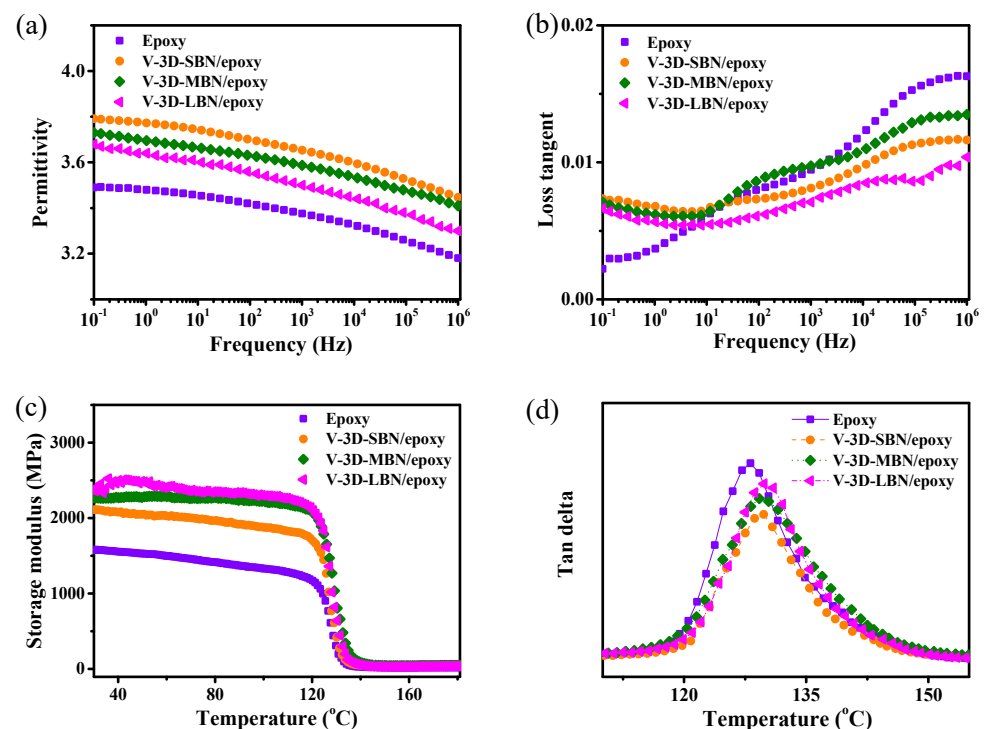 (a)
Epoxy
V-3D-SBN/epoxy
V-3D-MBN/epoxy
V-3D-LBN/epoxy
4.0
3.6
3.2
Permittivity
10⁻¹ 10⁰ 10¹ 10² 10³ 10⁴ 10⁵ 10⁶
Frequency (Hz)
(b)
Epoxy
V-3D-SBN/epoxy
V-3D-MBN/epoxy
V-3D-LBN/epoxy
0.02
0.01
0.00
Loss tangent
10⁻¹ 10⁰ 10¹ 10² 10³ 10⁴ 10⁵ 10⁶
Frequency (Hz)
(c)
Epoxy
V-3D-SBN/epoxy
V-3D-MBN/epoxy
V-3D-LBN/epoxy
3000
2000
1000
0
Storage modulus (MPa)
40 80 120 160
Temperature (°C)
(d)
Epoxy
V-3D-SBN/epoxy
V-3D-MBN/epoxy
V-3D-LBN/epoxy
Tan delta
120 135 150
Temperature (°C)